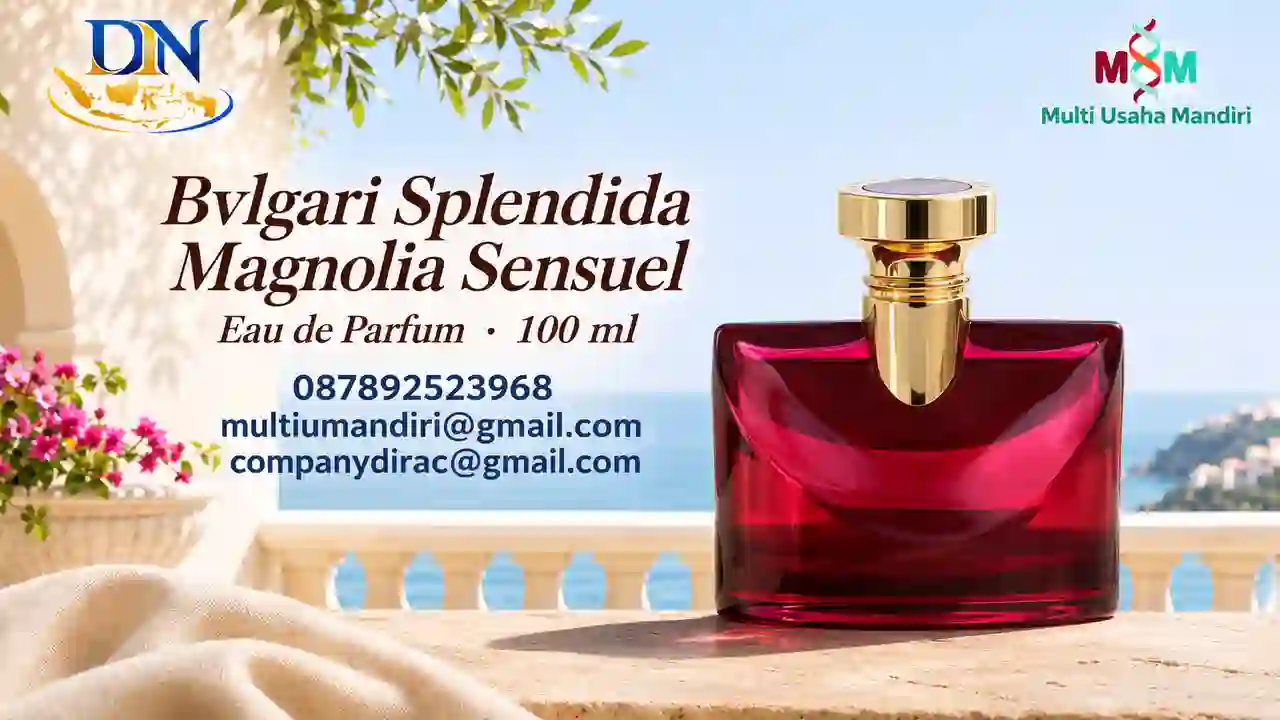 DN
MSM
Multi Usaha Mandiri
Bvlgari Splendida
Magnolia Sensuel
Eau de Parfum · 100 ml
087892523968
multiumandiri@gmail.com
companydirac@gmail.com